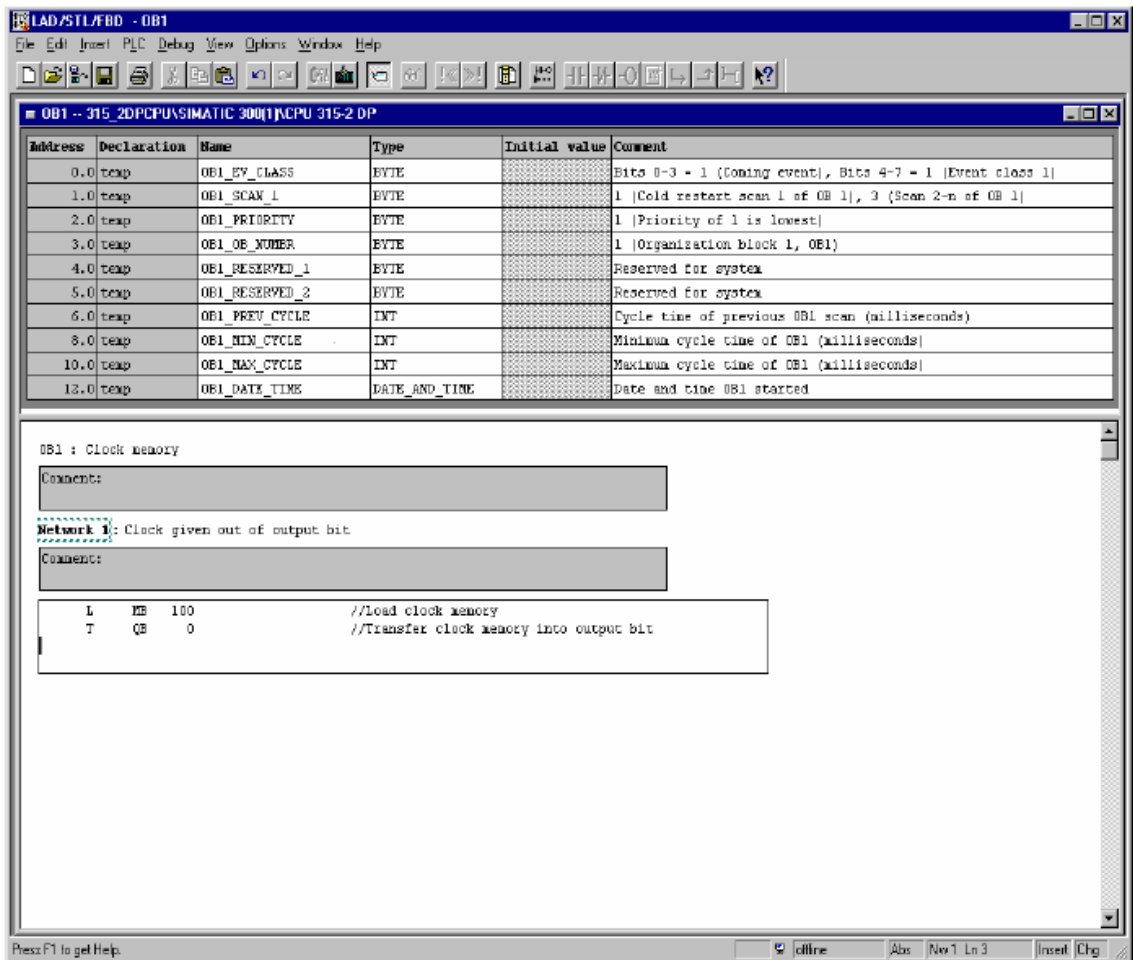 LAD/STL/FBD - OB1
File Edit Insert PLC Debug View Options Window Help
OB1 -- 315_2DPCPU\SIMATIC 300(1)\CPU 315-2 DP
Address Declaration Name Type Initial value Comment
0.0 temp OB1_EV_CLASS BYTE Bits 0-3 = 1 (Coming event), Bits 4-7 = 1 (Event class 1)
1.0 temp OB1_SCAN_1 BYTE 1 (Cold restart scan 1 of OB 1), 3 (Scan 2-n of OB 1)
2.0 temp OB1_PRIORITY BYTE 1 (Priority of 1 is lowest)
3.0 temp OB1_OB_NUMBR BYTE 1 (Organization block 1, OB1)
4.0 temp OB1_RESERVED_1 BYTE Reserved for system
5.0 temp OB1_RESERVED_2 BYTE Reserved for system
6.0 temp OB1_PREV_CYCLE INT Cycle time of previous OB1 scan (milliseconds)
8.0 temp OB1_MIN_CYCLE INT Minimum cycle time of OB1 (milliseconds)
10.0 temp OB1_MAX_CYCLE INT Maximum cycle time of OB1 (milliseconds)
12.0 temp OB1_DATE_TIME DATE_AND_TIME Date and time OB1 started
OB1 : Clock memory
Comment:
Network 1: Clock given out of output bit
Comment:
L MB 100 //Load clock memory
T QB 0 //Transfer clock memory into output bit
Press F1 to get Help. offline Abs Nw 1 Ln 3 Insert Chg